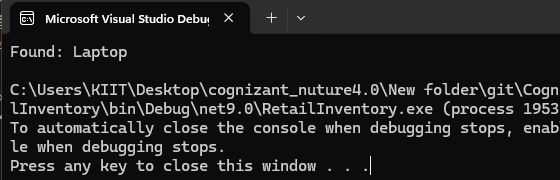 Microsoft Visual Studio Debug
Found: Laptop
C:\Users\KIIT\Desktop\cognizant_nuture4.0\New folder\git\Cogn
lInventory\bin\Debug\net9.0\RetailInventory.exe (process 1953
To automatically close the console when debugging stops, enab
le when debugging stops.
Press any key to close this window . . .